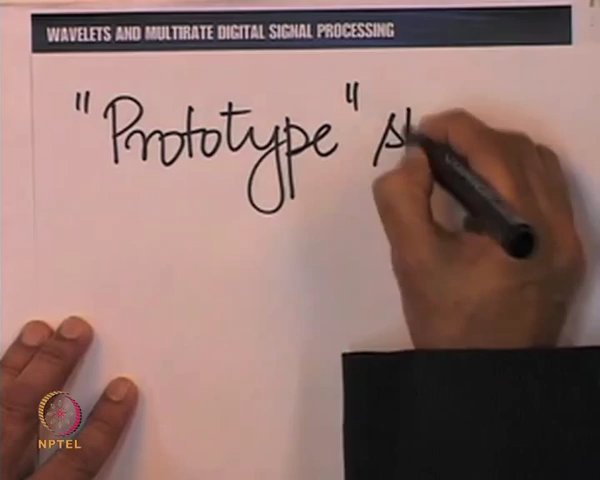 WAVELETS AND MULTIRATE DIGITAL SIGNAL PROCESSING
"Prototype"
NPTEL